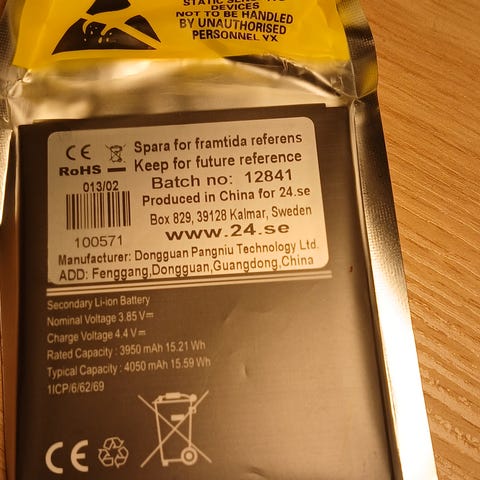 STATIC SENSITIVE
DEVICES
NOT TO BE HANDLED
BY UNAUTHORISED
PERSONNEL YX
CE
RoHS
013/02
100571
Spara for framtida referens
Keep for future reference
Batch no: 12841
Produced in China for 24.se
Box 829, 39128 Kalmar, Sweden
www.24.se
Manufacturer: Dongguan Pangniu Technology Ltd.
ADD: Fenggang,Dongguan,Guangdong,China
Secondary Li-ion Battery
Nominal Voltage 3.85 V
Charge Voltage 4.4 V
Rated Capacity : 3950 mAh 15.21 Wh
Typical Capacity : 4050 mAh 15.59 Wh
1ICP/6/62/69
CE